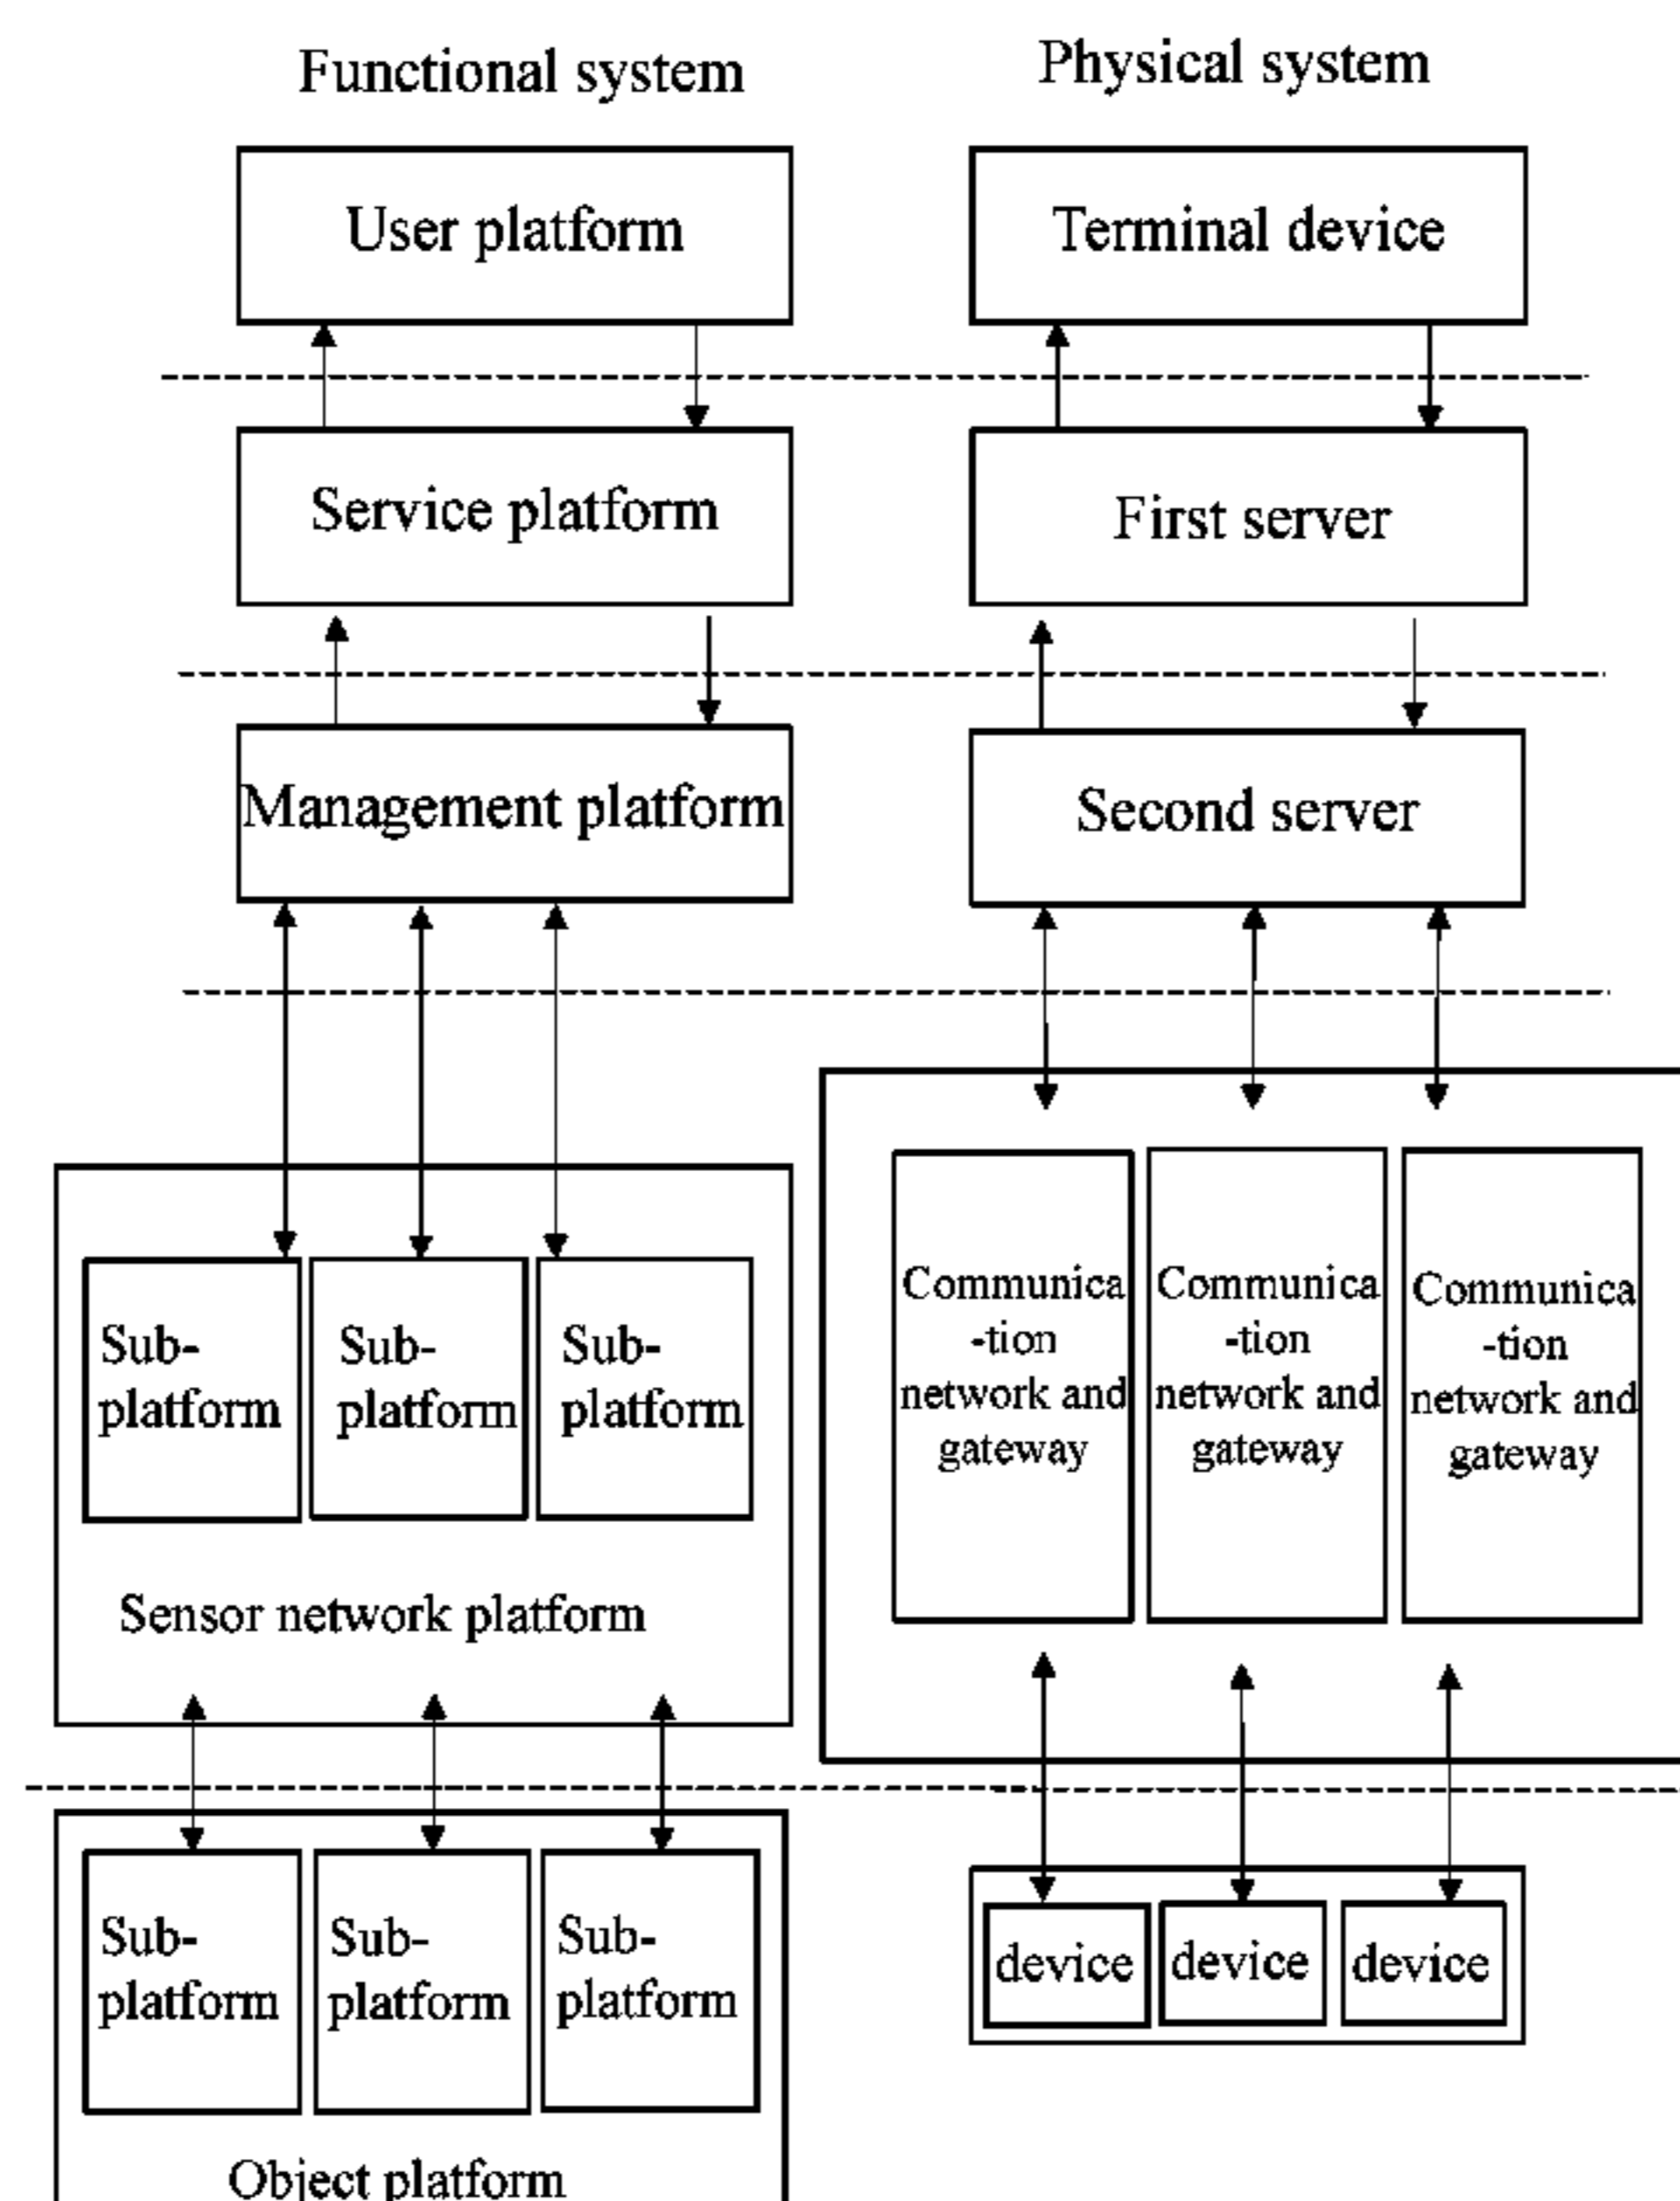 Functional system
Physical system
User platform
Terminal device
Service platform
First server
Management platform
Second server
Sub-
platform
Sub-
platform
Sub-
platform
Sensor network platform
Communica
-tion
network and
gateway
Communica
-tion
network and
gateway
Communica
-tion
network and
gateway
Sub-
platform
Sub-
platform
Sub-
platform
Object platform
device
device
device